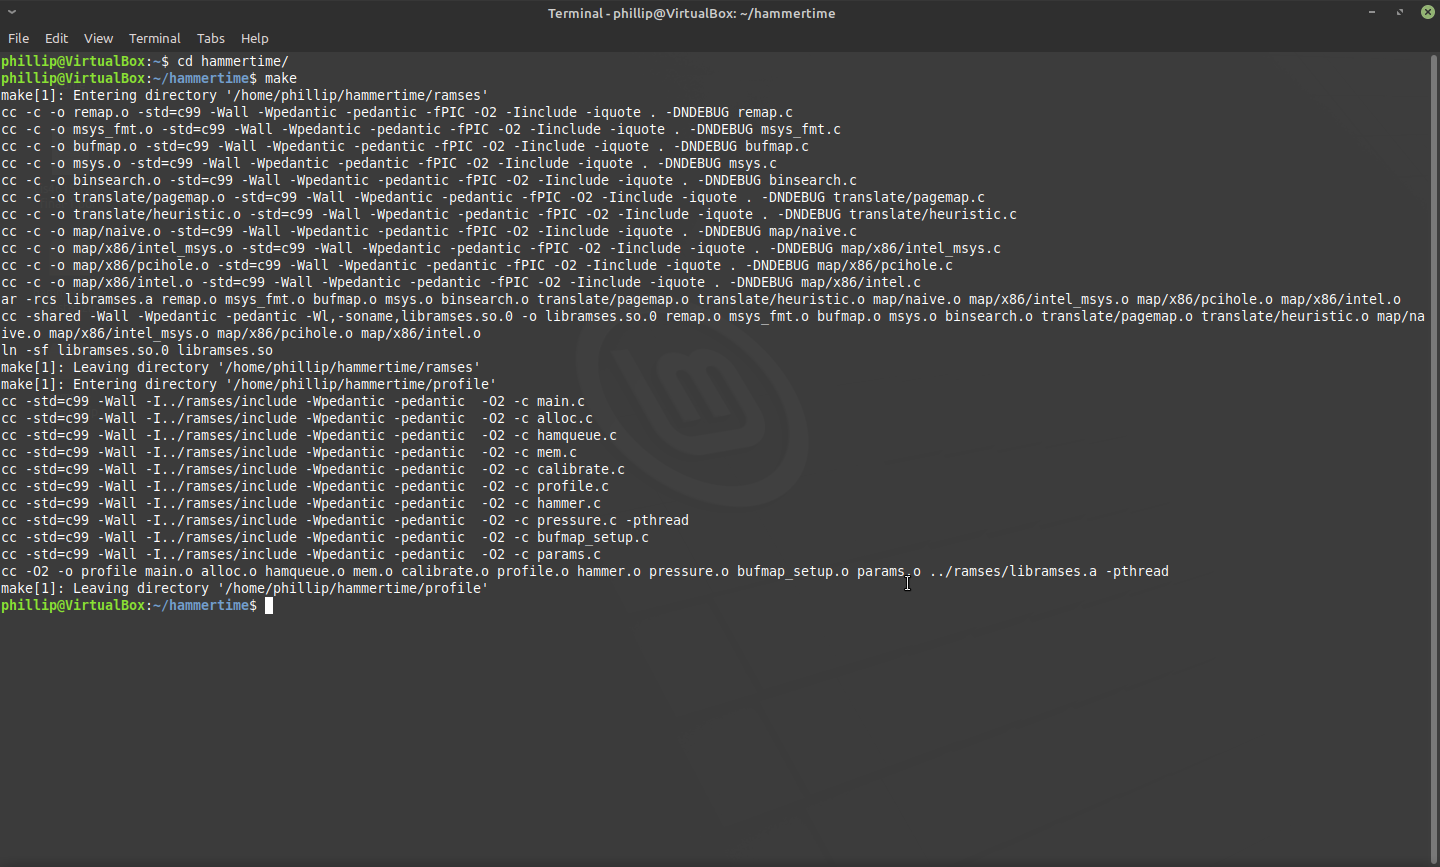 Terminal - phillip@VirtualBox: ~/hammertime
File Edit View Terminal Tabs Help
phillip@VirtualBox:~$ cd hammertime/
phillip@VirtualBox:~/hammertime$ make
make[1]: Entering directory '/home/phillip/hammertime/ramses'
cc -c -o remap.o -std=c99 -Wall -Wpedantic -pedantic -fPIC -O2 -Iinclude -iquote . -DNDEBUG remap.c
cc -c -o msys_fmt.o -std=c99 -Wall -Wpedantic -pedantic -fPIC -O2 -Iinclude -iquote . -DNDEBUG msys_fmt.c
cc -c -o bufmap.o -std=c99 -Wall -Wpedantic -pedantic -fPIC -O2 -Iinclude -iquote . -DNDEBUG bufmap.c
cc -c -o msys.o -std=c99 -Wall -Wpedantic -pedantic -fPIC -O2 -Iinclude -iquote . -DNDEBUG msys.c
cc -c -o binsearch.o -std=c99 -Wall -Wpedantic -pedantic -fPIC -O2 -Iinclude -iquote . -DNDEBUG binsearch.c
cc -c -o translate/pagemap.o -std=c99 -Wall -Wpedantic -pedantic -fPIC -O2 -Iinclude -iquote . -DNDEBUG translate/pagemap.c
cc -c -o translate/heuristic.o -std=c99 -Wall -Wpedantic -pedantic -fPIC -O2 -Iinclude -iquote . -DNDEBUG translate/heuristic.c
cc -c -o map/naive.o -std=c99 -Wall -Wpedantic -pedantic -fPIC -O2 -Iinclude -iquote . -DNDEBUG map/naive.c
cc -c -o map/x86/intel_msys.o -std=c99 -Wall -Wpedantic -pedantic -fPIC -O2 -Iinclude -iquote . -DNDEBUG map/x86/intel_msys.c
cc -c -o map/x86/pcihole.o -std=c99 -Wall -Wpedantic -pedantic -fPIC -O2 -Iinclude -iquote . -DNDEBUG map/x86/pcihole.c
cc -c -o map/x86/intel.o -std=c99 -Wall -Wpedantic -pedantic -fPIC -O2 -Iinclude -iquote . -DNDEBUG map/x86/intel.c
ar -rcs libramses.a remap.o msys_fmt.o bufmap.o msys.o binsearch.o translate/pagemap.o translate/heuristic.o map/naive.o map/x86/intel_msys.o map/x86/pcihole.o map/x86/intel.o
cc -shared -Wall -Wpedantic -pedantic -Wl,-soname,libramses.so.0 -o libramses.so.0 remap.o msys_fmt.o bufmap.o msys.o binsearch.o translate/pagemap.o translate/heuristic.o map/na
ive.o map/x86/intel_msys.o map/x86/pcihole.o map/x86/intel.o
ln -sf libramses.so.0 libramses.so
make[1]: Leaving directory '/home/phillip/hammertime/ramses'
make[1]: Entering directory '/home/phillip/hammertime/profile'
cc -std=c99 -Wall -I../ramses/include -Wpedantic -pedantic  -O2 -c main.c
cc -std=c99 -Wall -I../ramses/include -Wpedantic -pedantic  -O2 -c alloc.c
cc -std=c99 -Wall -I../ramses/include -Wpedantic -pedantic  -O2 -c hamqueue.c
cc -std=c99 -Wall -I../ramses/include -Wpedantic -pedantic  -O2 -c mem.c
cc -std=c99 -Wall -I../ramses/include -Wpedantic -pedantic  -O2 -c calibrate.c
cc -std=c99 -Wall -I../ramses/include -Wpedantic -pedantic  -O2 -c profile.c
cc -std=c99 -Wall -I../ramses/include -Wpedantic -pedantic  -O2 -c hammer.c
cc -std=c99 -Wall -I../ramses/include -Wpedantic -pedantic  -O2 -c pressure.c -pthread
cc -std=c99 -Wall -I../ramses/include -Wpedantic -pedantic  -O2 -c bufmap_setup.c
cc -std=c99 -Wall -I../ramses/include -Wpedantic -pedantic  -O2 -c params.c
cc -O2 -o profile main.o alloc.o hamqueue.o mem.o calibrate.o profile.o hammer.o pressure.o bufmap_setup.o params.o ../ramses/libramses.a -pthread
make[1]: Leaving directory '/home/phillip/hammertime/profile'
phillip@VirtualBox:~/hammertime$